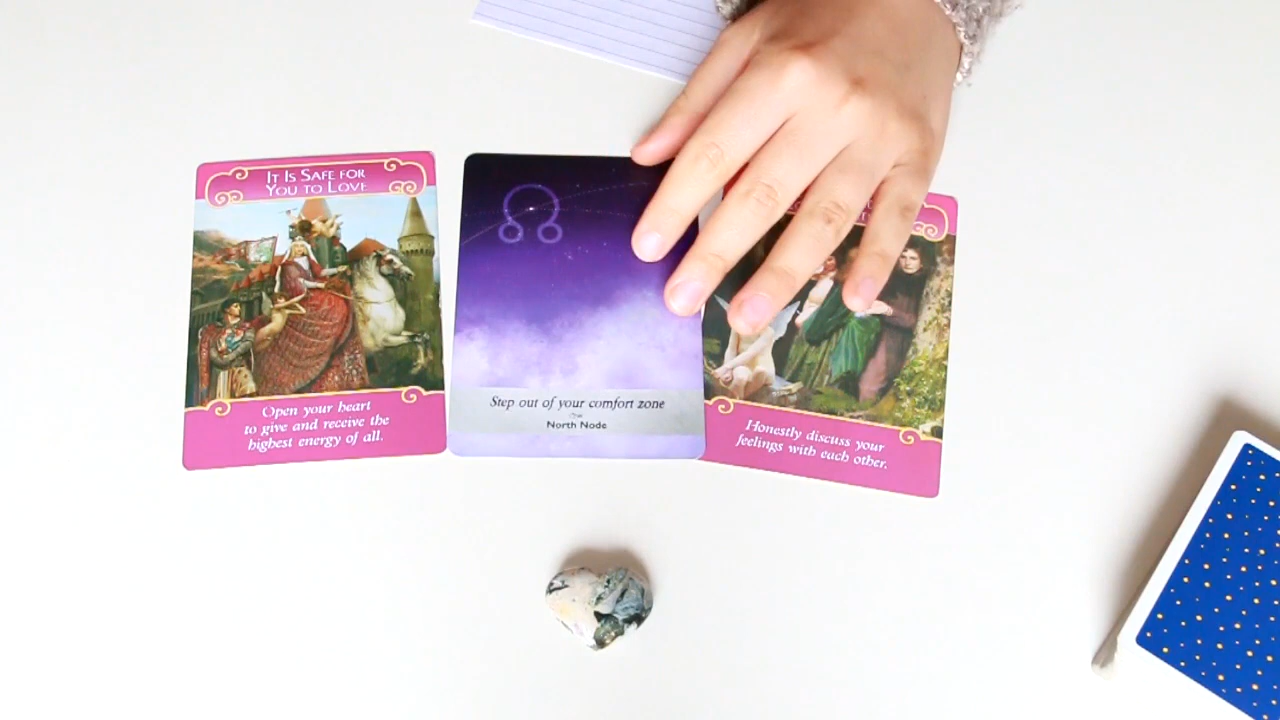 IT IS SAFE FOR
YOU TO LOVE
Open your heart
to give and receive the
highest energy of all.
Step out of your comfort zone
North Node
Honestly discuss your
feelings with each other.